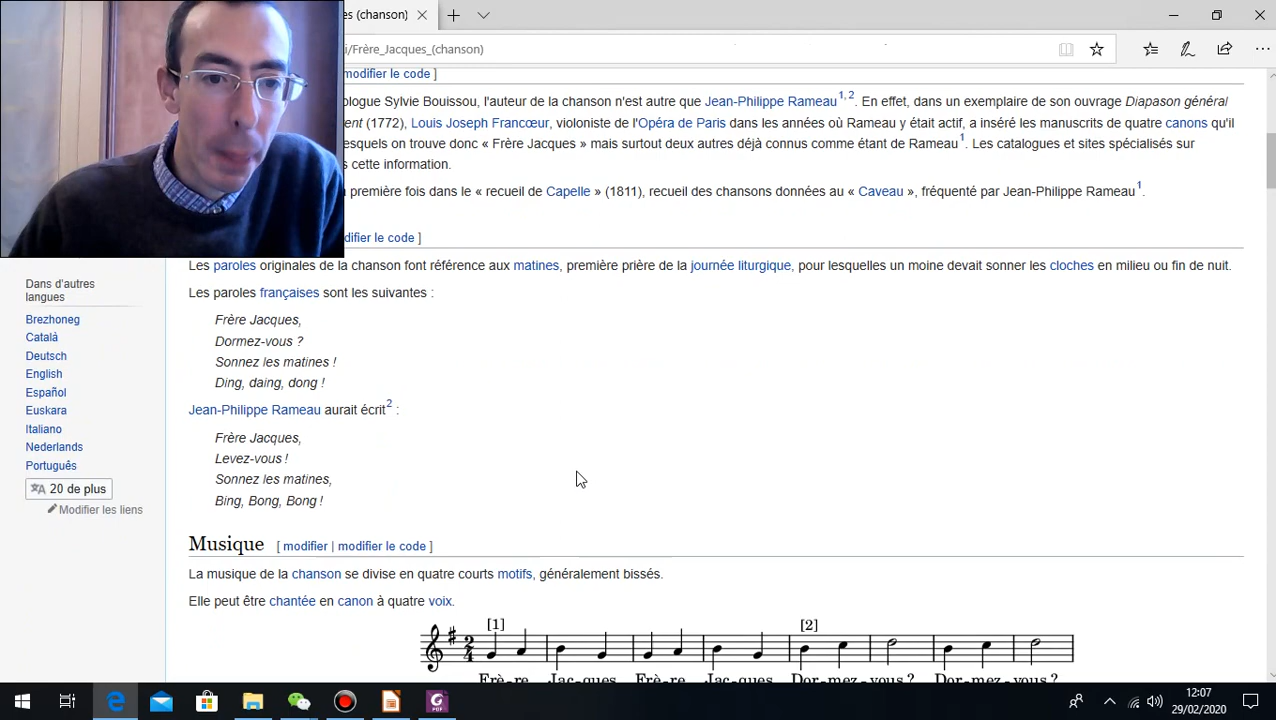 es (chanson)
i/Frère_Jacques_(chanson)
modifier le code ]
ologue Sylvie Bouissou, l'auteur de la chanson n'est autre que Jean-Philippe Rameau1, 2. En effet, dans un exemplaire de son ouvrage Diapason général
ent (1772), Louis Joseph Francœur, violoniste de l'Opéra de Paris dans les années où Rameau y était actif, a inséré les manuscrits de quatre canons qu'il
esquels on trouve donc « Frère Jacques » mais surtout deux autres déjà connus comme étant de Rameau1. Les catalogues et sites spécialisés sur
s cette information.
a première fois dans le « recueil de Capelle » (1811), recueil des chansons données au « Caveau », fréquenté par Jean-Philippe Rameau1.
difier le code ]
Les paroles originales de la chanson font référence aux matines, première prière de la journée liturgique, pour lesquelles un moine devait sonner les cloches en milieu ou fin de nuit.
Les paroles françaises sont les suivantes :
Frère Jacques,
Dormez-vous ?
Sonnez les matines !
Ding, daing, dong !
Jean-Philippe Rameau aurait écrit2 :
Frère Jacques,
Levez-vous !
Sonnez les matines,
Bing, Bong, Bong !
Dans d'autres
langues
Brezhoneg
Català
Deutsch
English
Español
Euskara
Italiano
Nederlands
Português
20 de plus
Modifier les liens
Musique [ modifier | modifier le code ]
La musique de la chanson se divise en quatre courts motifs, généralement bissés.
Elle peut être chantée en canon à quatre voix.
[1] [2]
2
4
Frè-re Jac-ques Frè-re Jac-ques Dor-mez-vous ? Dor-mez-vous ?
PDF
12:07
29/02/2020